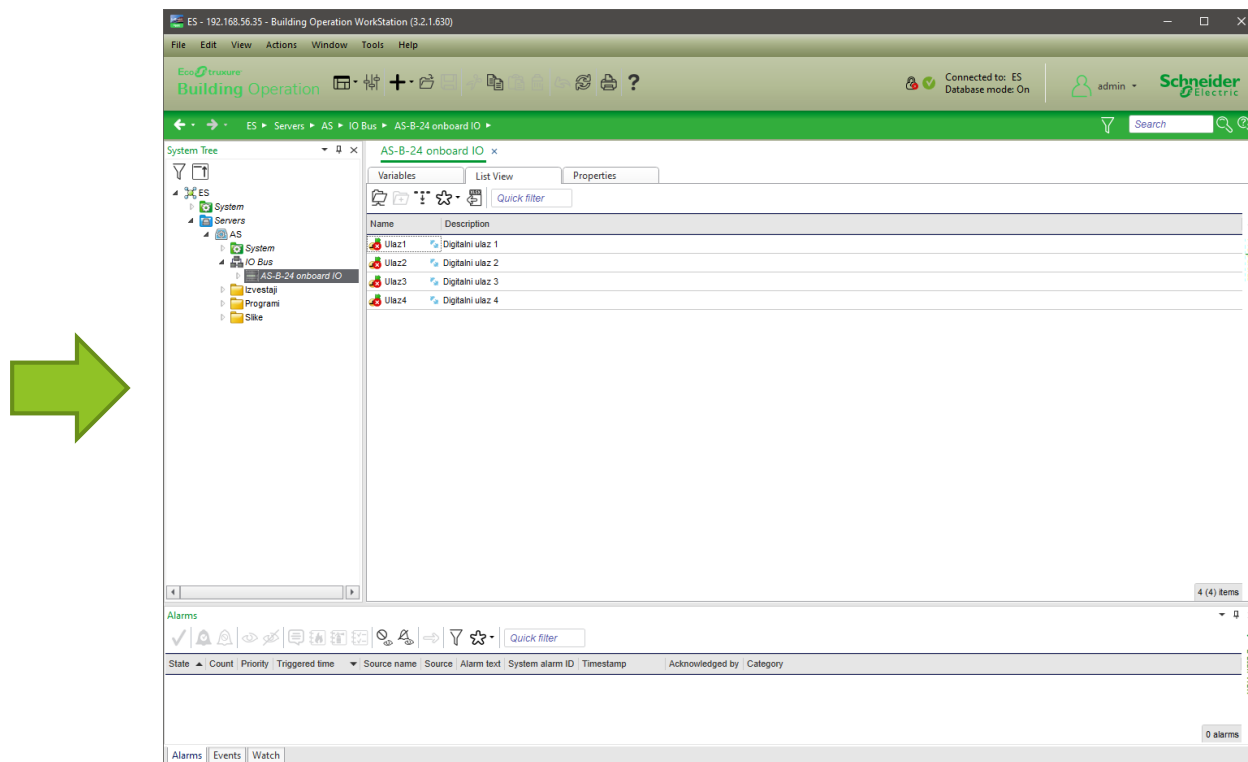 ES - 192.168.56.35 - Building Operation WorkStation (3.2.1.630)
File Edit View Actions Window Tools Help
EcoStruxure
Building Operation
Connected to: ES
Database mode: On
admin
Schneider
Electric
ES Servers AS IO Bus AS-B-24 onboard IO
Search
System Tree
ES
System
Servers
AS
System
IO Bus
AS-B-24 onboard IO
Izvestaji
Programi
Slike
AS-B-24 onboard IO
Variables List View Properties
Quick filter
Name Description
Ulaz1 Digitalni ulaz 1
Ulaz2 Digitalni ulaz 2
Ulaz3 Digitalni ulaz 3
Ulaz4 Digitalni ulaz 4
4 (4) items
Alarms
Quick filter
State Count Priority Triggered time Source name Source Alarm text System alarm ID Timestamp Acknowledged by Category
0 alarms
Alarms Events Watch